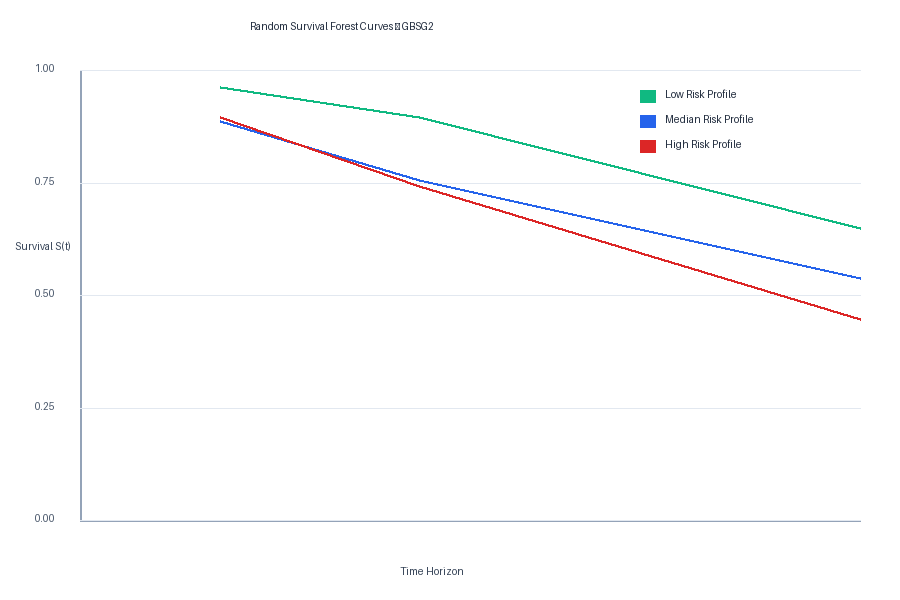 Random Survival Forest Curves GBSG2
1.00
Low Risk Profile
Median Risk Profile
High Risk Profile
0.75
Survival S(t)
0.50
0.25
0.00
Time Horizon